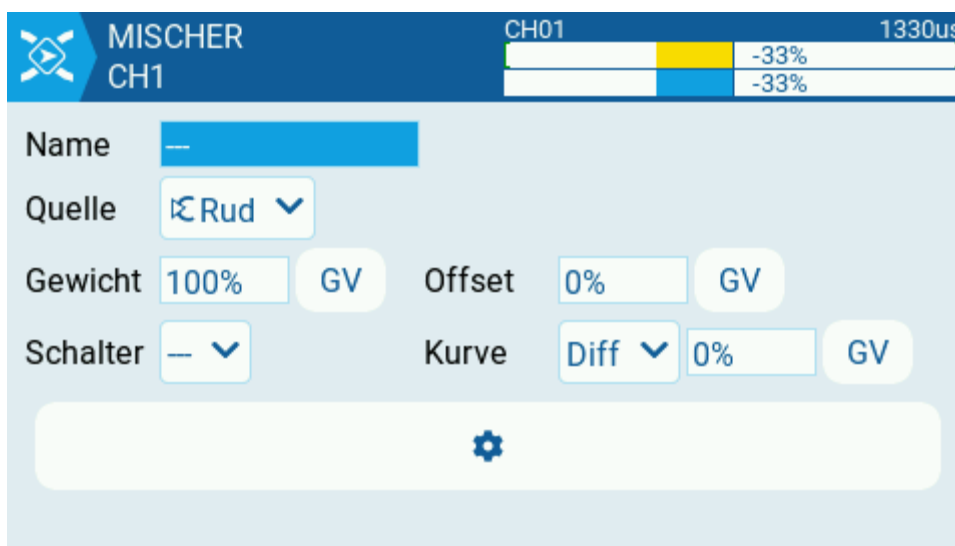 MISCHER
CH1
CH01 1330us
-33%
-33%
Name ---
Quelle Rud
Gewicht 100% GV Offset 0% GV
Schalter --- Kurve Diff 0% GV